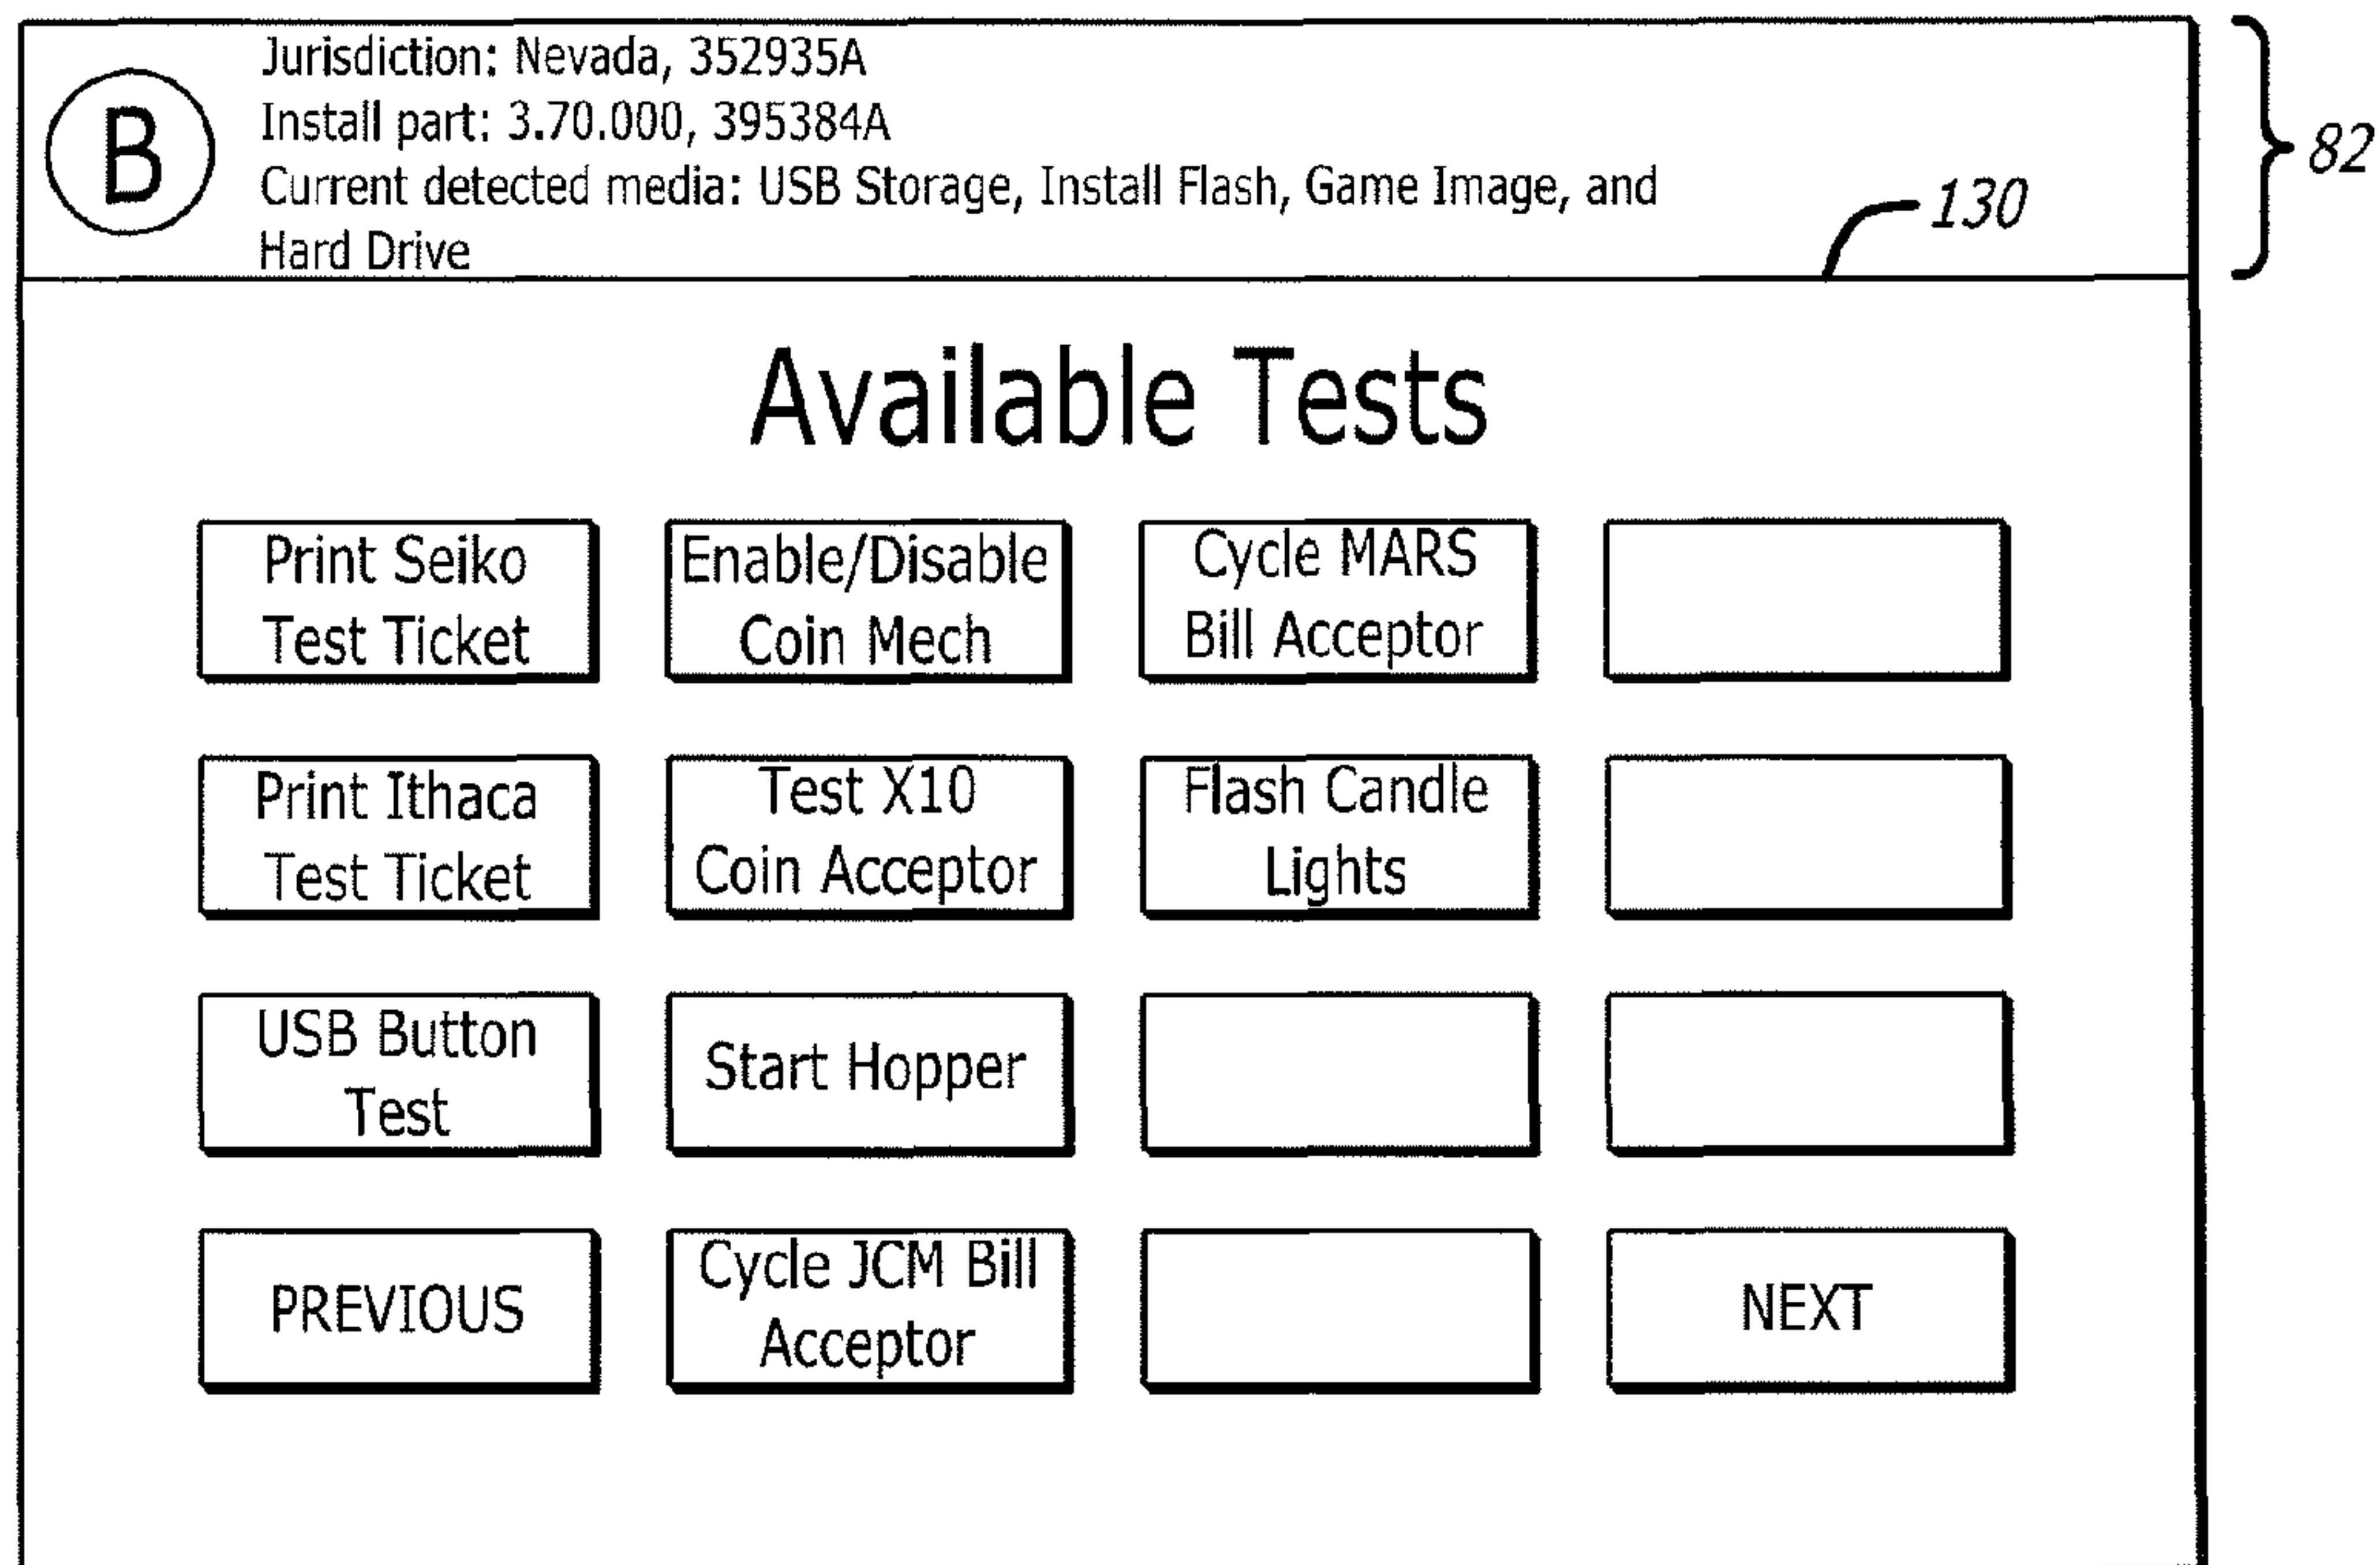 B
Jurisdiction: Nevada, 352935A
Install part: 3.70.000, 395384A
Current detected media: USB Storage, Install Flash, Game Image, and
Hard Drive
82
130
Available Tests
Print Seiko
Test Ticket
Enable/Disable
Coin Mech
Cycle MARS
Bill Acceptor
Print Ithaca
Test Ticket
Test X10
Coin Acceptor
Flash Candle
Lights
USB Button
Test
Start Hopper
PREVIOUS
Cycle JCM Bill
Acceptor
NEXT